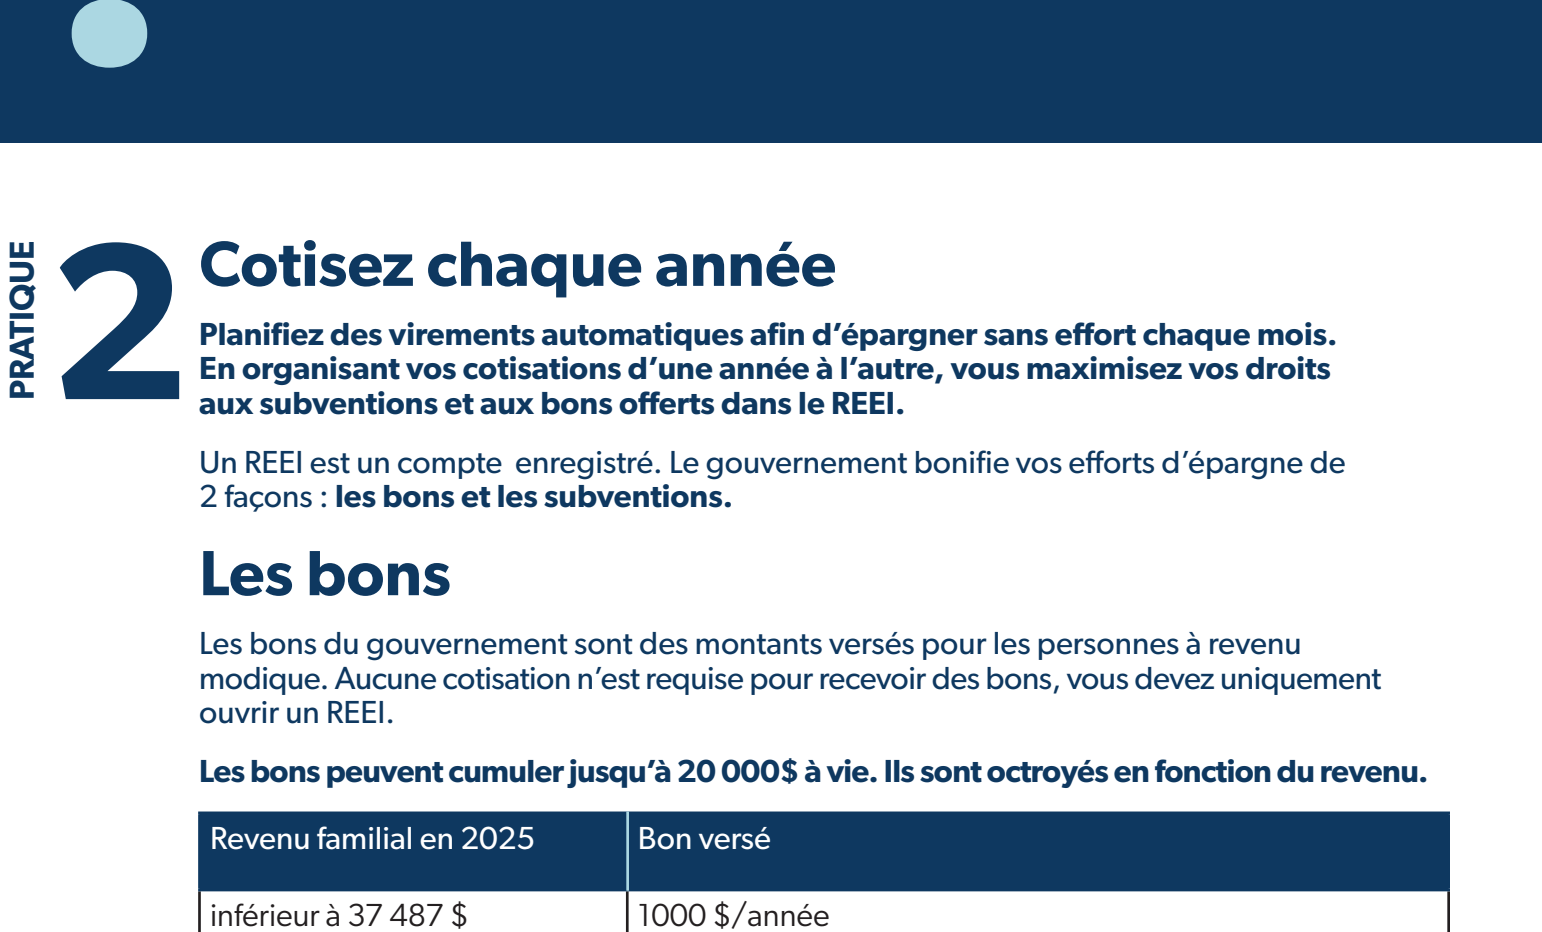 PRATIQUE
2
Cotisez chaque année
Planifiez des virements automatiques afin d’épargner sans effort chaque mois.
En organisant vos cotisations d’une année à l’autre, vous maximisez vos droits
aux subventions et aux bons offerts dans le REEI.
Un REEI est un compte  enregistré. Le gouvernement bonifie vos efforts d’épargne de
2 façons : les bons et les subventions.
Les bons
Les bons du gouvernement sont des montants versés pour les personnes à revenu
modique. Aucune cotisation n’est requise pour recevoir des bons, vous devez uniquement
ouvrir un REEI.
Les bons peuvent cumuler jusqu’à 20 000$ à vie. Ils sont octroyés en fonction du revenu.
Revenu familial en 2025
Bon versé
inférieur à 37 487 $
1000 $/année